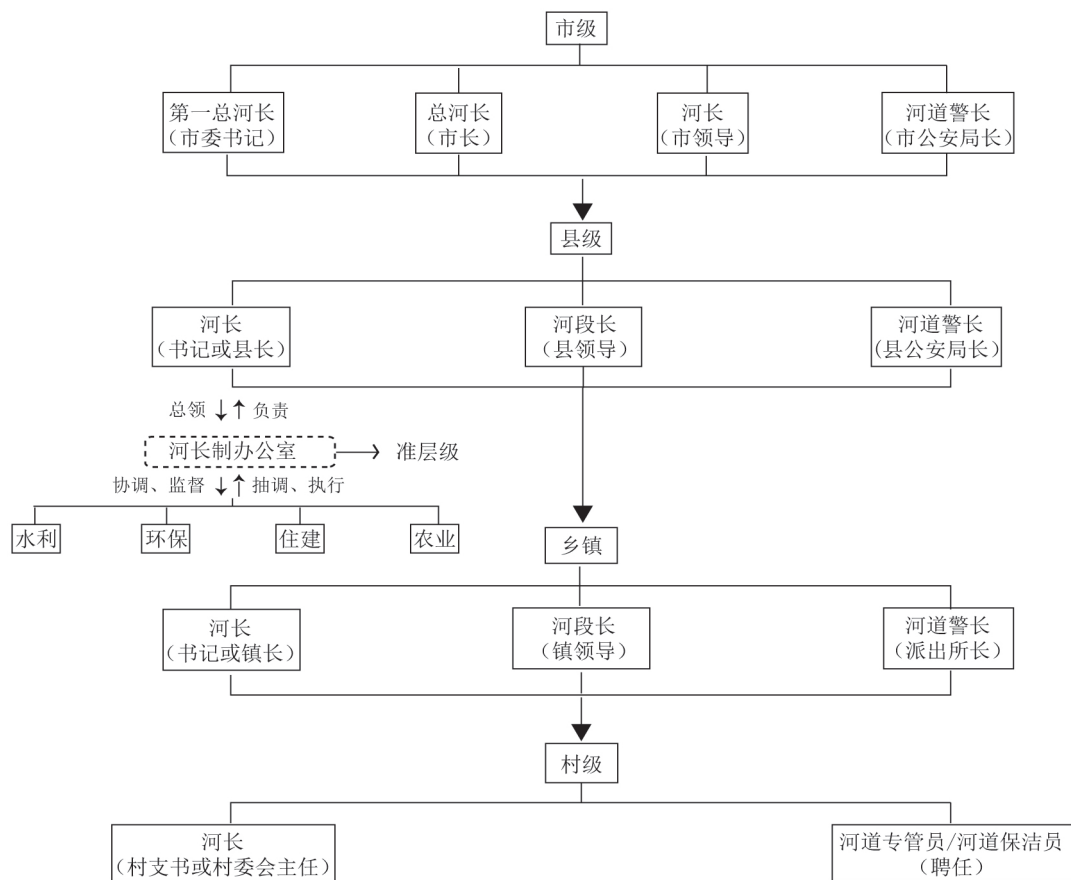 市级
第一总河长
（市委书记）
总河长
（市长）
河长
（市领导）
河道警长
（市公安局长）
县级
河长
（书记或县长）
河段长
（县领导）
河道警长
（县公安局长）
总领
负责
河长制办公室
准层级
协调、监督
抽调、执行
水利
环保
住建
农业
乡镇
河长
（书记或镇长）
河段长
（镇领导）
河道警长
（派出所长）
村级
河长
（村支书或村委会主任）
河道专管员/河道保洁员
（聘任）